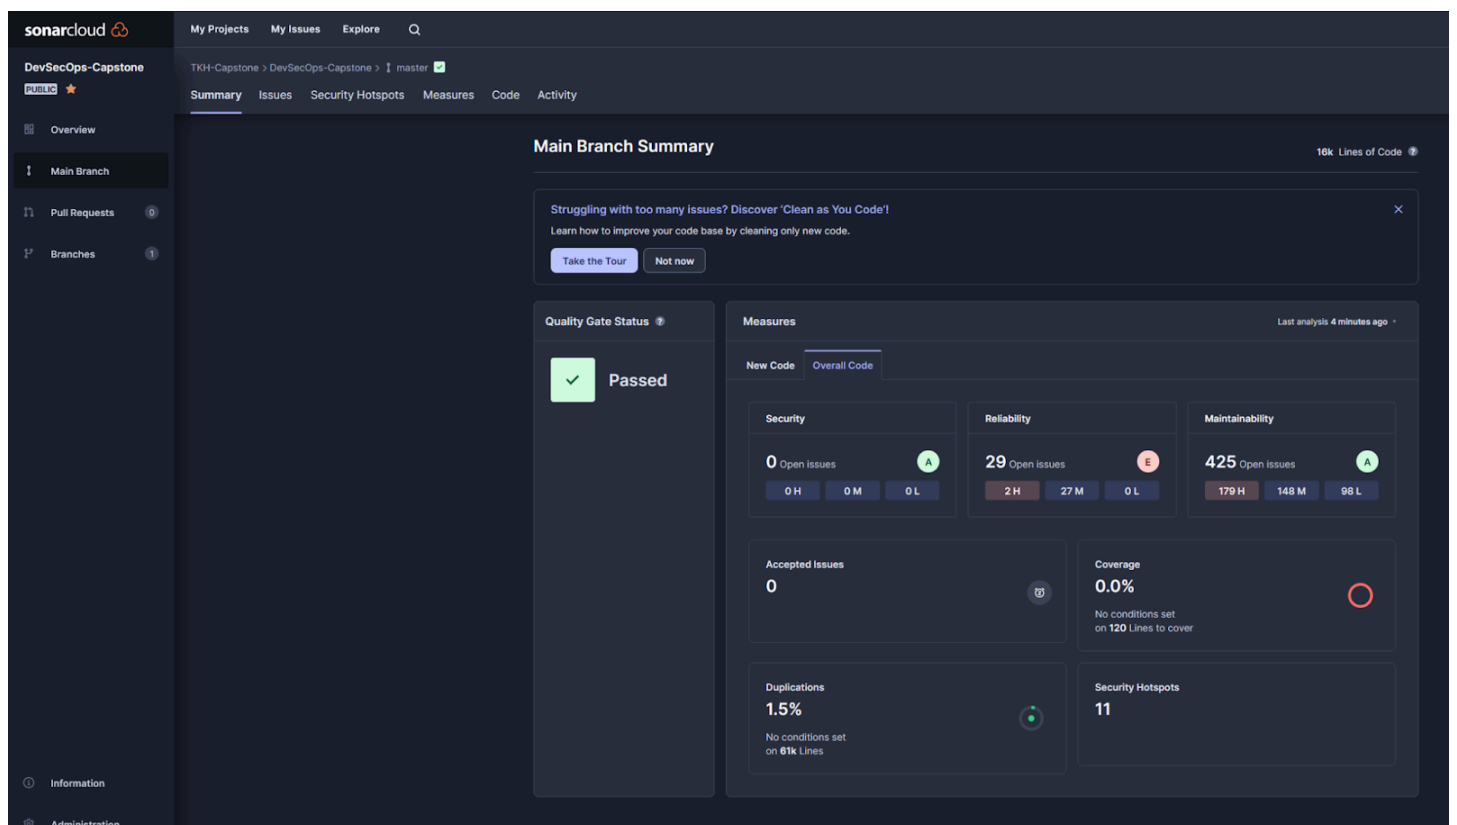 sonarcloud
My Projects My Issues Explore
DevSecOps-Capstone
PUBLIC
TKH-Capstone > DevSecOps-Capstone > master
Summary Issues Security Hotspots Measures Code Activity
Overview
Main Branch
Pull Requests 0
Branches 1
Information
Administration
Main Branch Summary
16k Lines of Code ?
Struggling with too many issues? Discover 'Clean as You Code'!
Learn how to improve your code base by cleaning only new code.
Take the Tour Not now
Quality Gate Status ?
Passed
Measures
Last analysis 4 minutes ago
New Code Overall Code
Security
0 Open issues A
0 H 0 M 0 L
Reliability
29 Open issues E
2 H 27 M 0 L
Maintainability
425 Open issues A
179 H 148 M 98 L
Accepted Issues
0
Coverage
0.0%
No conditions set
on 120 Lines to cover
Duplications
1.5%
No conditions set
on 61k Lines
Security Hotspots
11